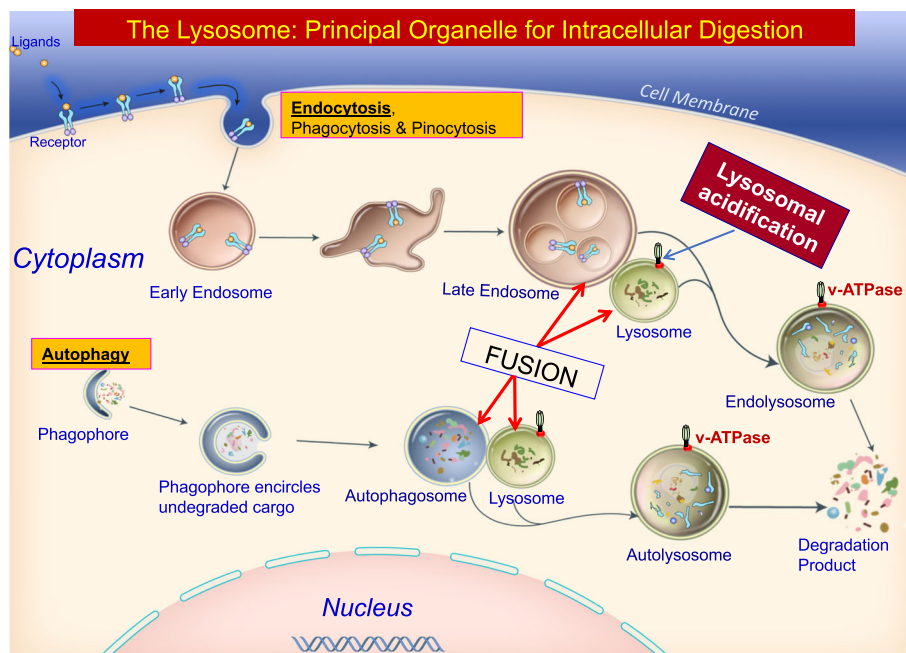 The Lysosome: Principal Organelle for Intracellular Digestion
Ligands
Cell Membrane
Endocytosis,
Phagocytosis & Pinocytosis
Receptor
Lysosomal
acidification
Cytoplasm
Early Endosome
Late Endosome
v-ATPase
Lysosome
Autophagy
FUSION
Endolysosome
Phagophore
v-ATPase
Phagophore encircles
undegraded cargo
Autophagosome
Lysosome
Autolysosome
Degradation
Product
Nucleus